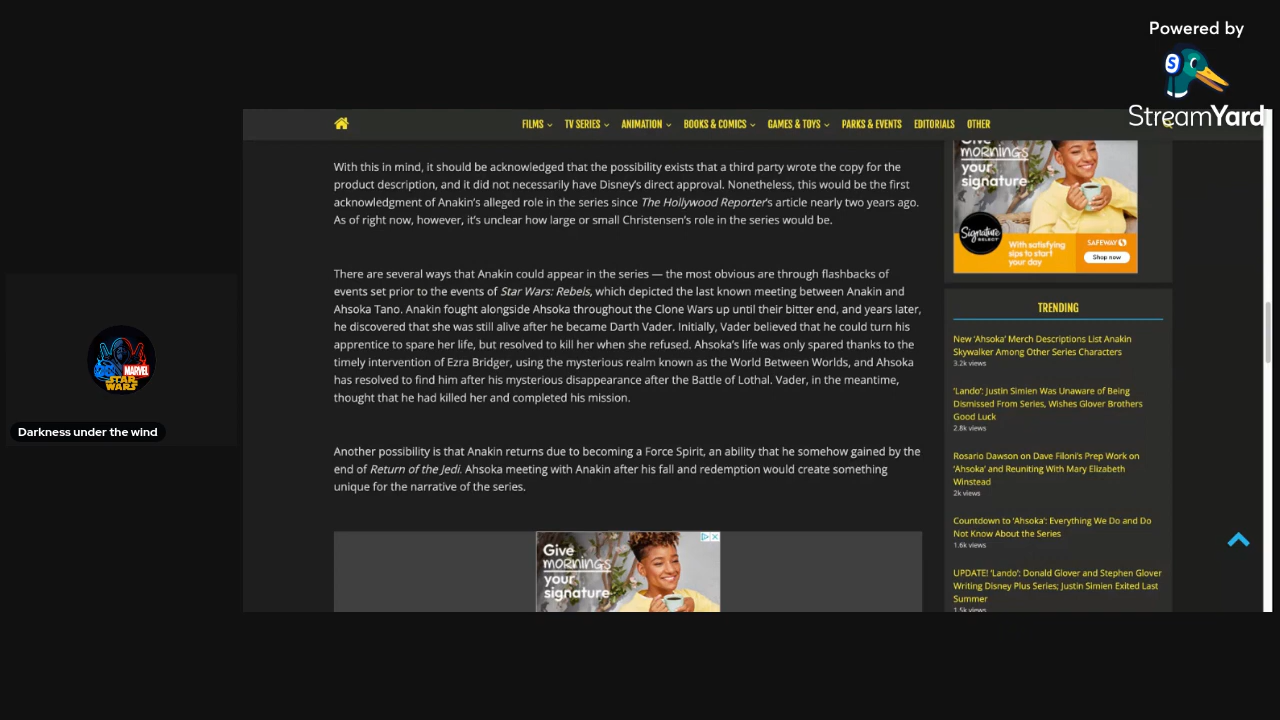 Powered by
S
StreamYard
FILMS TV SERIES ANIMATION BOOKS & COMICS GAMES & TOYS PARKS & EVENTS EDITORIALS OTHER
With this in mind, it should be acknowledged that the possibility exists that a third party wrote the copy for the
product description, and it did not necessarily have Disney's direct approval. Nonetheless, this would be the first
acknowledgment of Anakin's alleged role in the series since The Hollywood Reporter's article nearly two years ago.
As of right now, however, it's unclear how large or small Christensen's role in the series would be.
There are several ways that Anakin could appear in the series — the most obvious are through flashbacks of
events set prior to the events of Star Wars: Rebels, which depicted the last known meeting between Anakin and
Ahsoka Tano. Anakin fought alongside Ahsoka throughout the Clone Wars up until their bitter end, and years later,
he discovered that she was still alive after he became Darth Vader. Initially, Vader believed that he could turn his
apprentice to spare her life, but resolved to kill her when she refused. Ahsoka's life was only spared thanks to the
timely intervention of Ezra Bridger, using the mysterious realm known as the World Between Worlds, and Ahsoka
has resolved to find him after his mysterious disappearance after the Battle of Lothal. Vader, in the meantime,
thought that he had killed her and completed his mission.
Another possibility is that Anakin returns due to becoming a Force Spirit, an ability that he somehow gained by the
end of Return of the Jedi. Ahsoka meeting with Anakin after his fall and redemption would create something
unique for the narrative of the series.
Give
mornings
your
signature
Give
mornings
your
signature
Signature
SELECT
With satisfying
sips to start
your day
SAFEWAY
Shop now
TRENDING
New 'Ahsoka' Merch Descriptions List Anakin
Skywalker Among Other Series Characters
3.2k views
'Lando': Justin Simien Was Unaware of Being
Dismissed From Series, Wishes Glover Brothers
Good Luck
2.8k views
Rosario Dawson on Dave Filoni's Prep Work on
'Ahsoka' and Reuniting With Mary Elizabeth
Winstead
2k views
Countdown to 'Ahsoka': Everything We Do and Do
Not Know About the Series
1.6k views
UPDATE! 'Lando': Donald Glover and Stephen Glover
Writing Disney Plus Series; Justin Simien Exited Last
Summer
1.5k views
MARVEL
STAR
WARS
Darkness under the wind